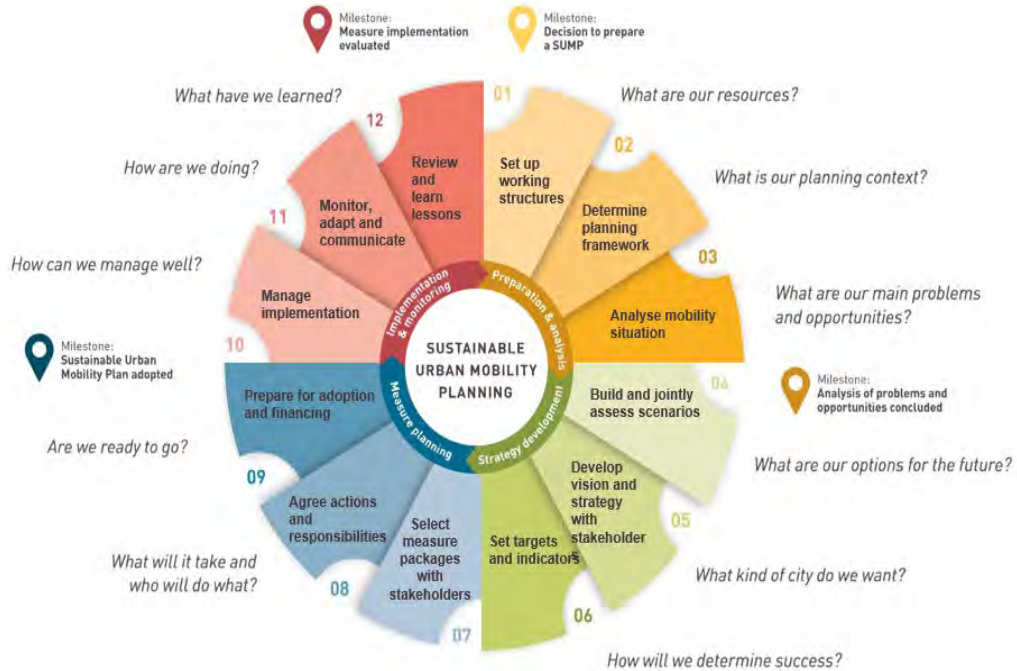 Milestone:
Measure implementation
evaluated
Milestone:
Decision to prepare
a SUMP
What are our resources?
What is our planning context?
What are our main problems
and opportunities?
Milestone:
Analysis of problems and
opportunities concluded
What are our options for the future?
What kind of city do we want?
How will we determine success?
What will it take and
who will do what?
Are we ready to go?
Milestone:
Sustainable Urban
Mobility Plan adopted
How can we manage well?
How are we doing?
What have we learned?
01
Set up
working
structures
02
Determine
planning
framework
03
Analyse mobility
situation
04
Build and jointly
assess scenarios
05
Develop
vision and
strategy
with
stakeholder
s
06
Set targets
and indicators
07
Select
measure
packages
with
stakeholders
08
Agree actions
and
responsibilities
09
Prepare for adoption
and financing
10
Manage
implementation
11
Monitor,
adapt and
communicate
12
Review
and
learn
lessons
Preparation & analysis
Strategy development
Measure planning
Implementation
& monitoring
SUSTAINABLE
URBAN MOBILITY
PLANNING